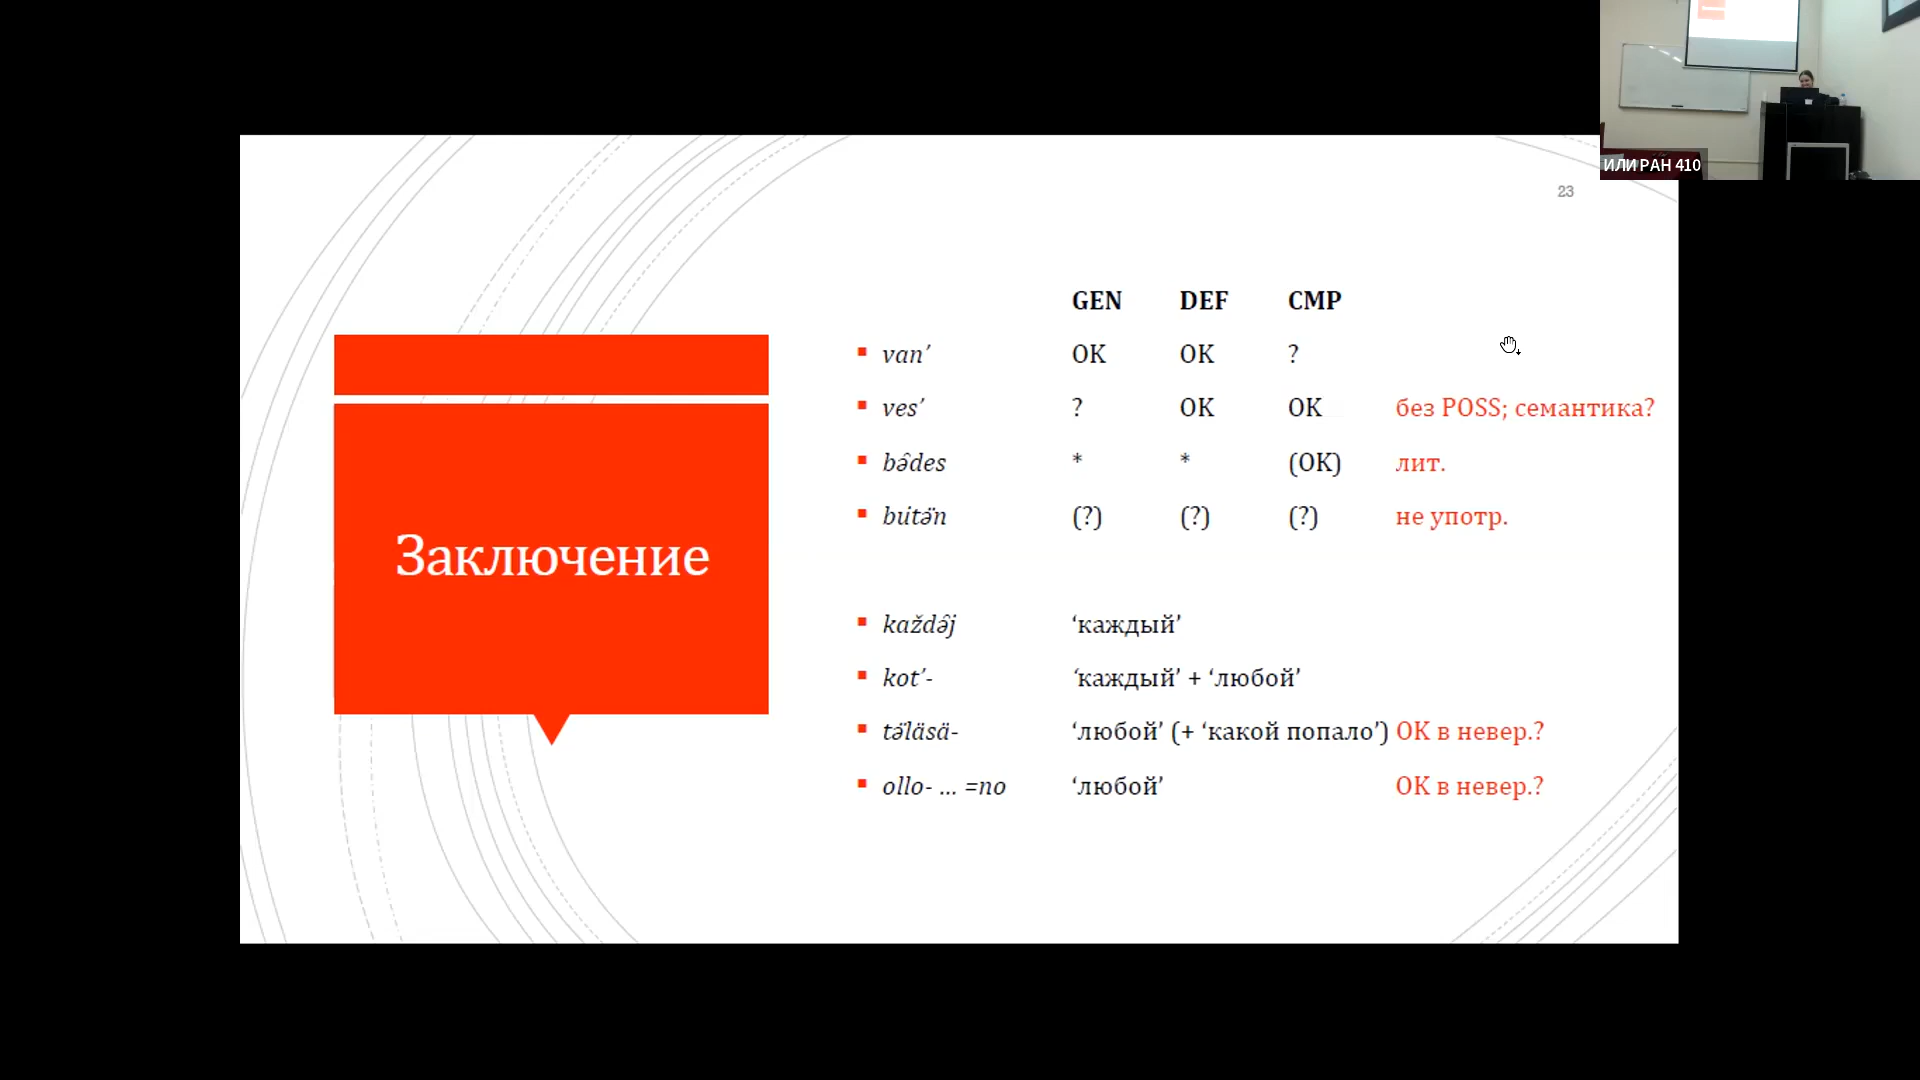 ИЛИ РАН 410
23
Заключение
GEN DEF CMP
van’ OK OK ?
ves’ ? OK OK без POSS; семантика?
bə̑des * * (OK) лит.
bitə̈n (?) (?) (?) не употр.
každə̑j ‘каждый’
kot’- ‘каждый’ + ‘любой’
tə̈läsä- ‘любой’ (+ ‘какой попало’) OK в невер.?
ollo- ... =no ‘любой’ OK в невер.?